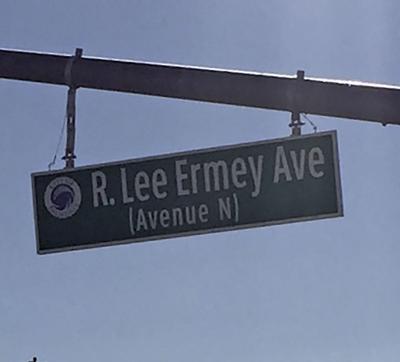 R. Lee Ermey Ave
(Avenue N)